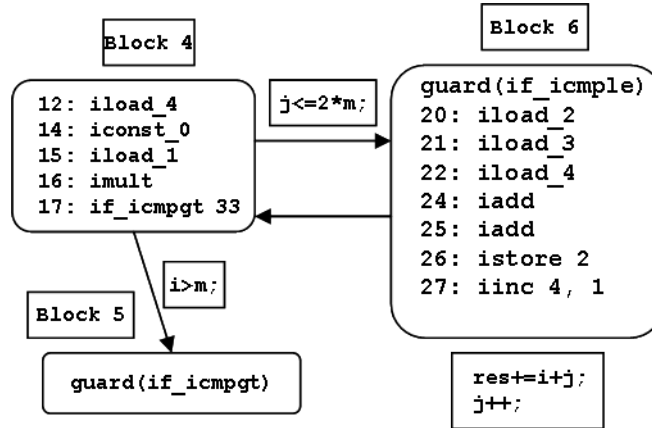 Block 4
12: iload_4
14: iconst_0
15: iload_1
16: imult
17: if_icmpgt 33
j<=2*m;
Block 6
guard(if_icmple)
20: iload_2
21: iload_3
22: iload_4
24: iadd
25: iadd
26: istore 2
27: iinc 4, 1
i>m;
Block 5
guard(if_icmpgt)
res+=i+j;
j++;